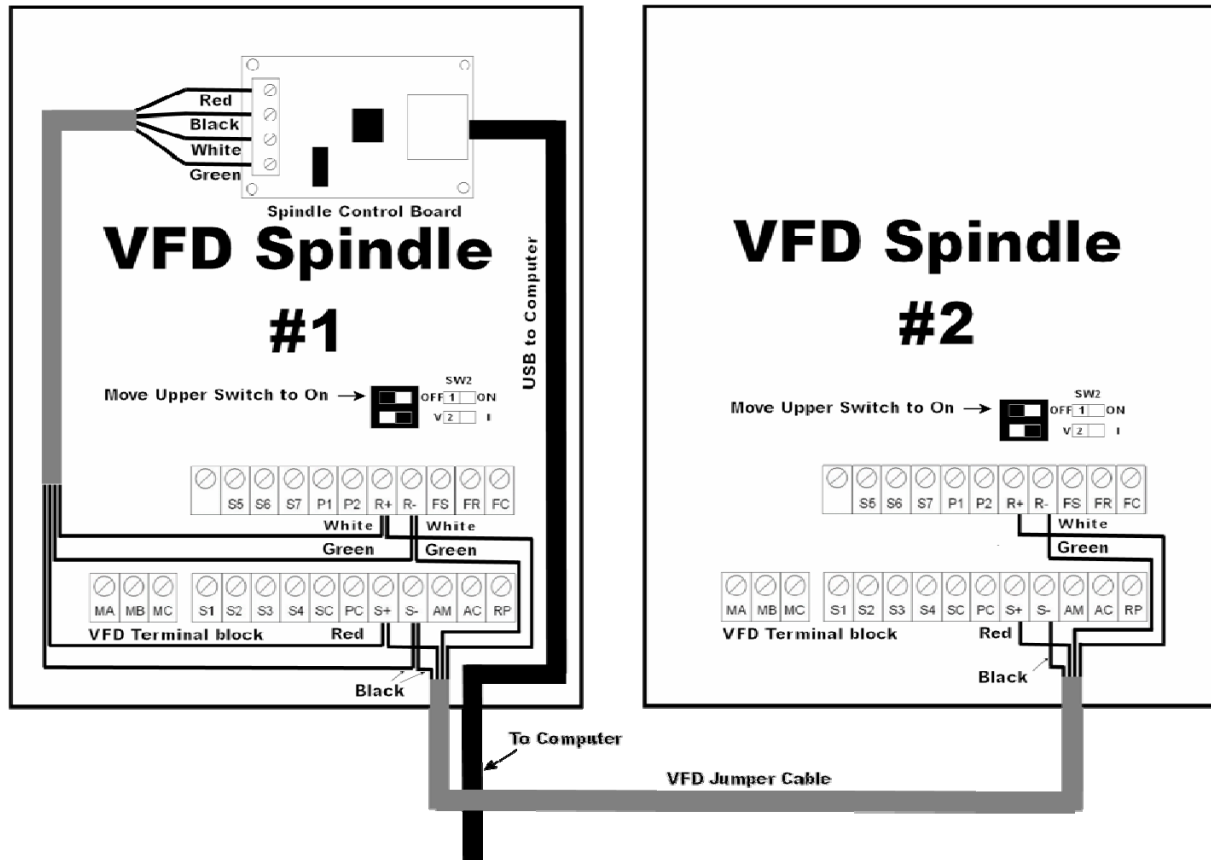 Red
Black
White
Green
Spindle Control Board
VFD Spindle
#1
USB to Computer
Move Upper Switch to On
SW2
OFF 1 ON
V 2 I
S5 S6 S7 P1 P2 R+ R- FS FR FC
White White
Green Green
MA MB MC S1 S2 S3 S4 SC PC S+ S- AM AC RP
VFD Terminal block Red
Black
VFD Spindle
#2
Move Upper Switch to On
SW2
OFF 1 ON
V 2 I
S5 S6 S7 P1 P2 R+ R- FS FR FC
White
Green
MA MB MC S1 S2 S3 S4 SC PC S+ S- AM AC RP
VFD Terminal block Red
Black
To Computer
VFD Jumper Cable